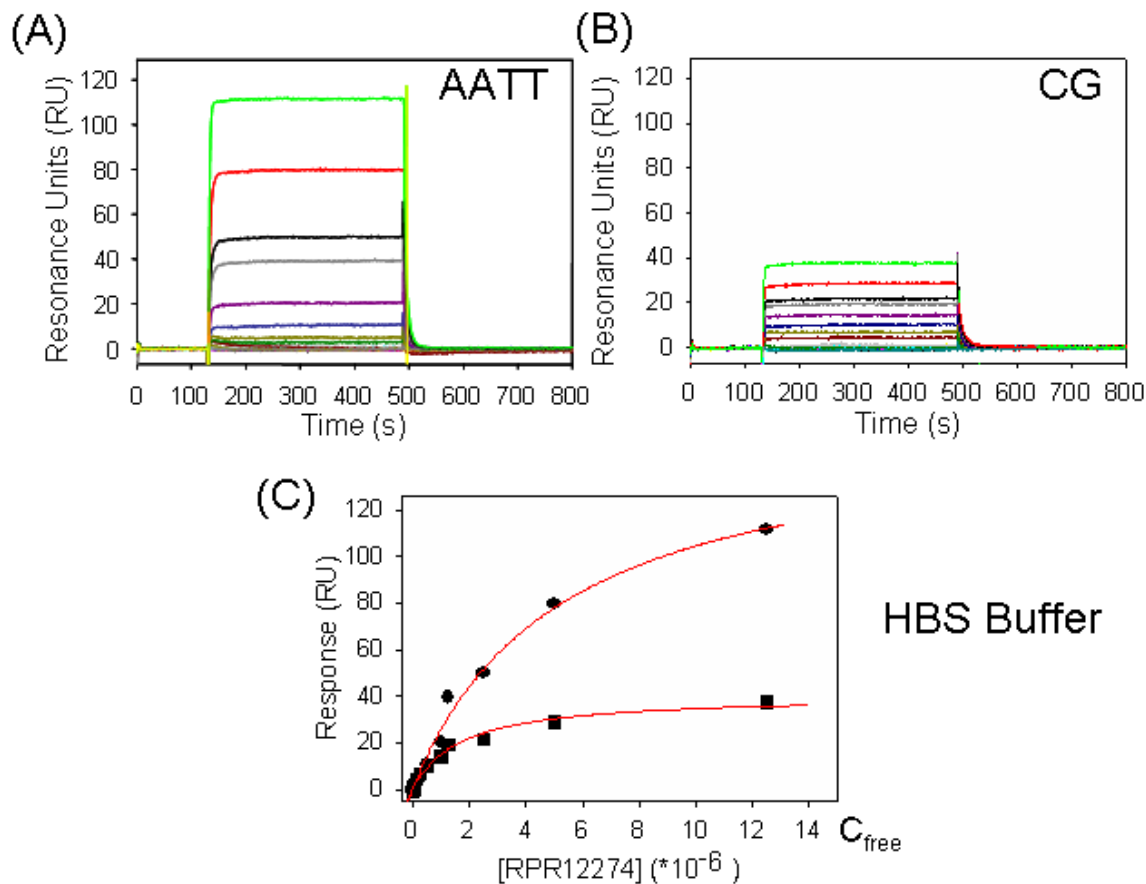 (A)
AATT
Resonance Units (RU)
120
100
80
60
40
20
0
0 100 200 300 400 500 600 700 800
Time (s)
(B)
CG
Resonance Units (RU)
120
100
80
60
40
20
0
0 100 200 300 400 500 600 700 800
Time (s)
(C)
Response (RU)
120
100
80
60
40
20
0
0 2 4 6 8 10 12 14
Cfree
[RPR12274] (*10-6 )
HBS Buffer